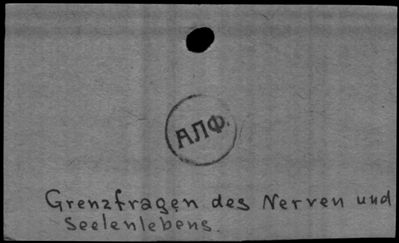 АЛФ.
Grenzfragen des Nerven und
Seelenlebens.